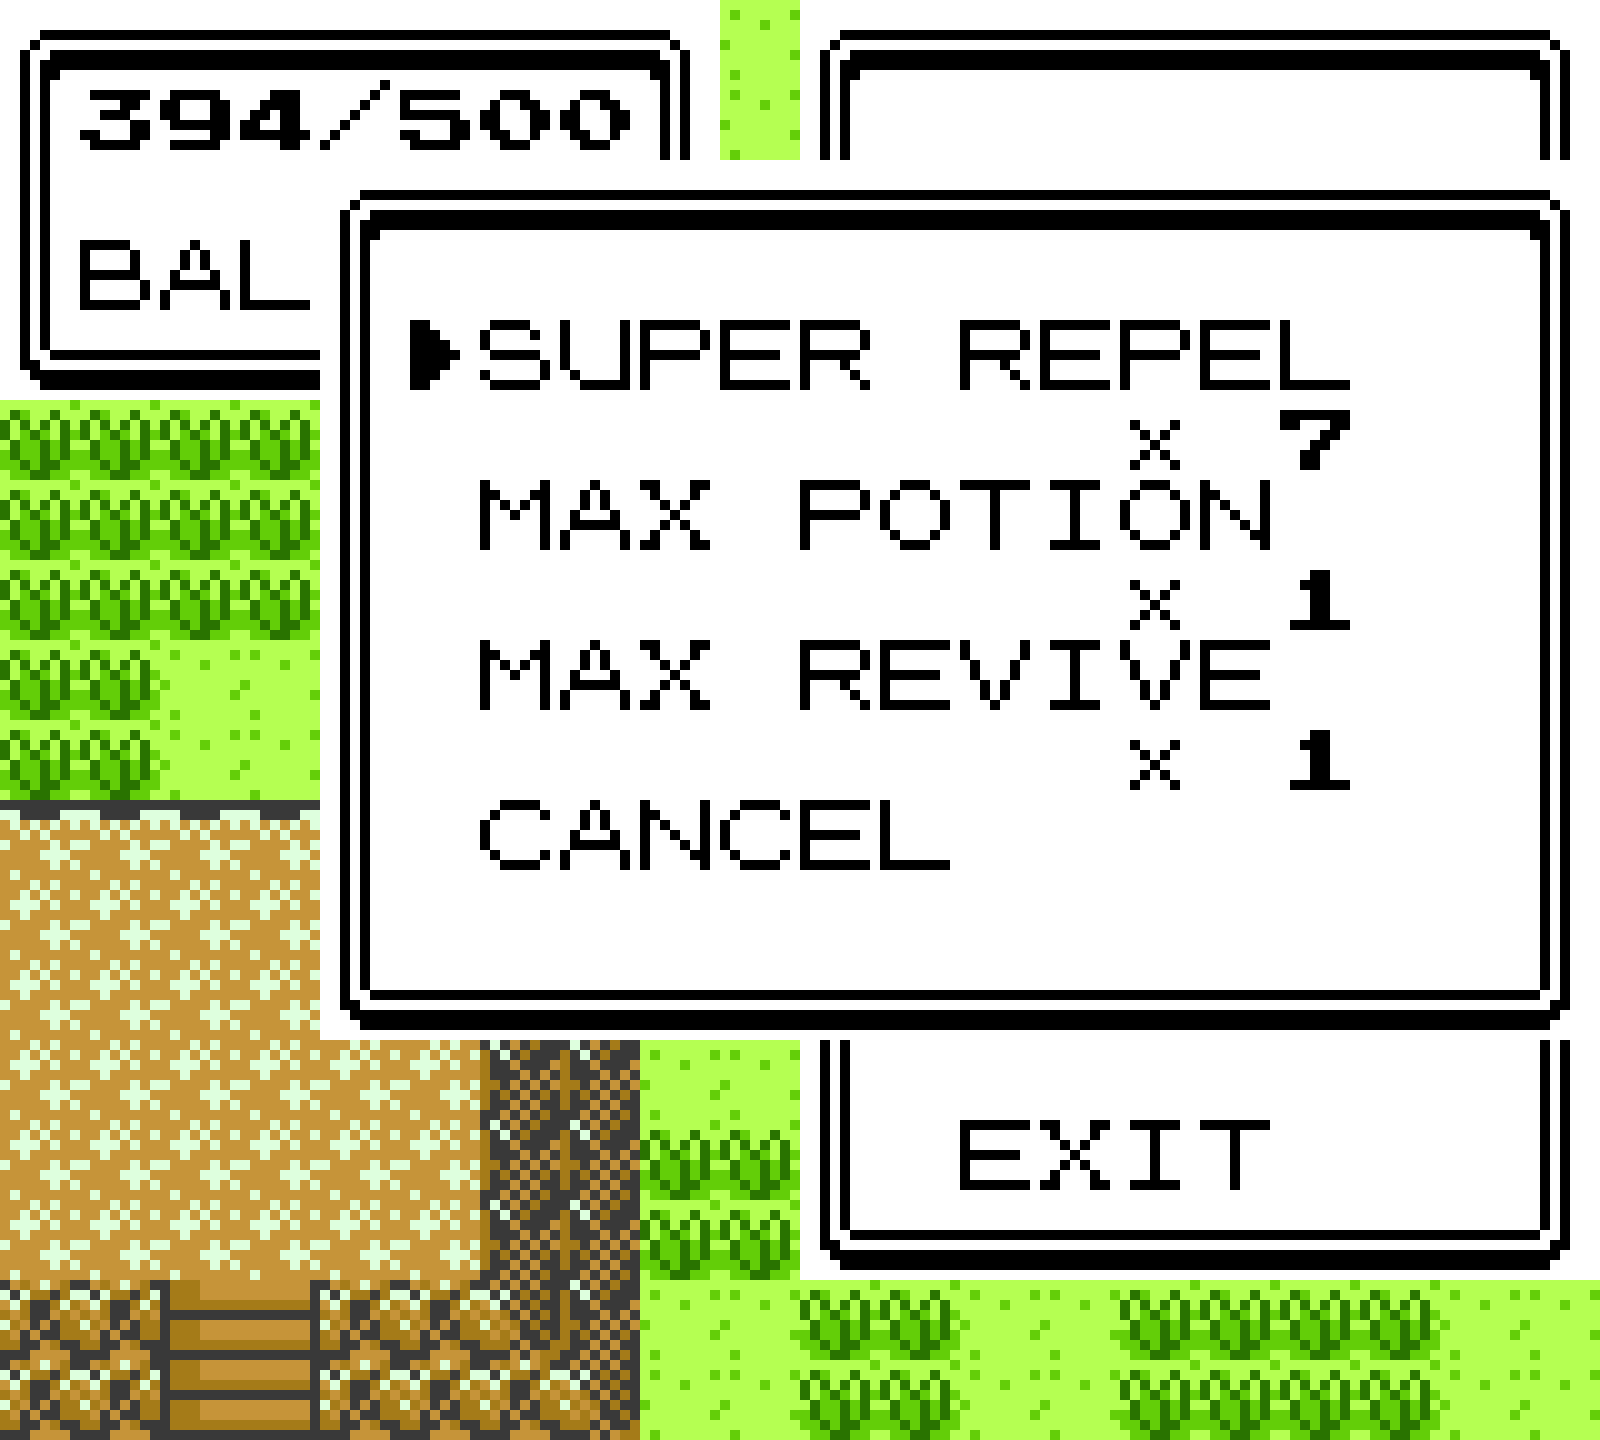 394/500
BAL
▶SUPER REPEL
× 7
MAX POTION
× 1
MAX REVIVE
× 1
CANCEL
EXIT